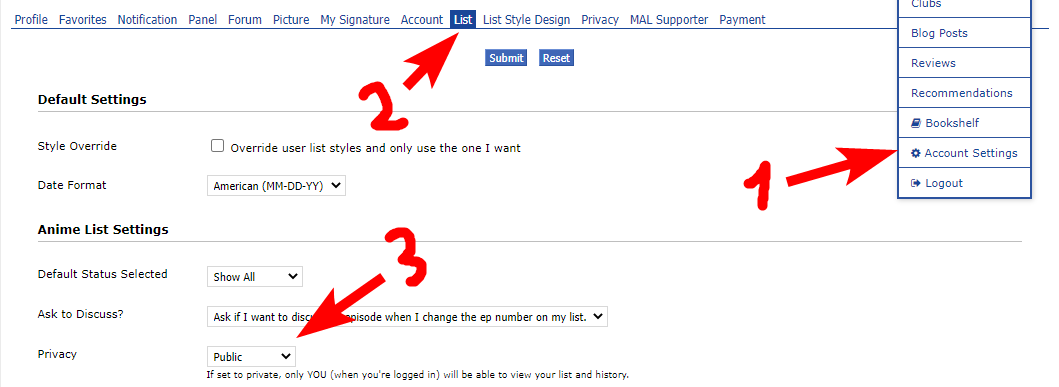 Profile Favorites Notification Panel Forum Picture My Signature Account List List Style Design Privacy MAL Supporter Payment
Clubs
Blog Posts
Reviews
Recommendations
Bookshelf
Account Settings
Logout
1
2
Submit Reset
Default Settings
Style Override Override user list styles and only use the one I want
Date Format American (MM-DD-YY)
Anime List Settings
3
Default Status Selected Show All
Ask to Discuss? Ask if I want to discu episode when I change the ep number on my list.
Privacy Public
If set to private, only YOU (when you're logged in) will be able to view your list and history.